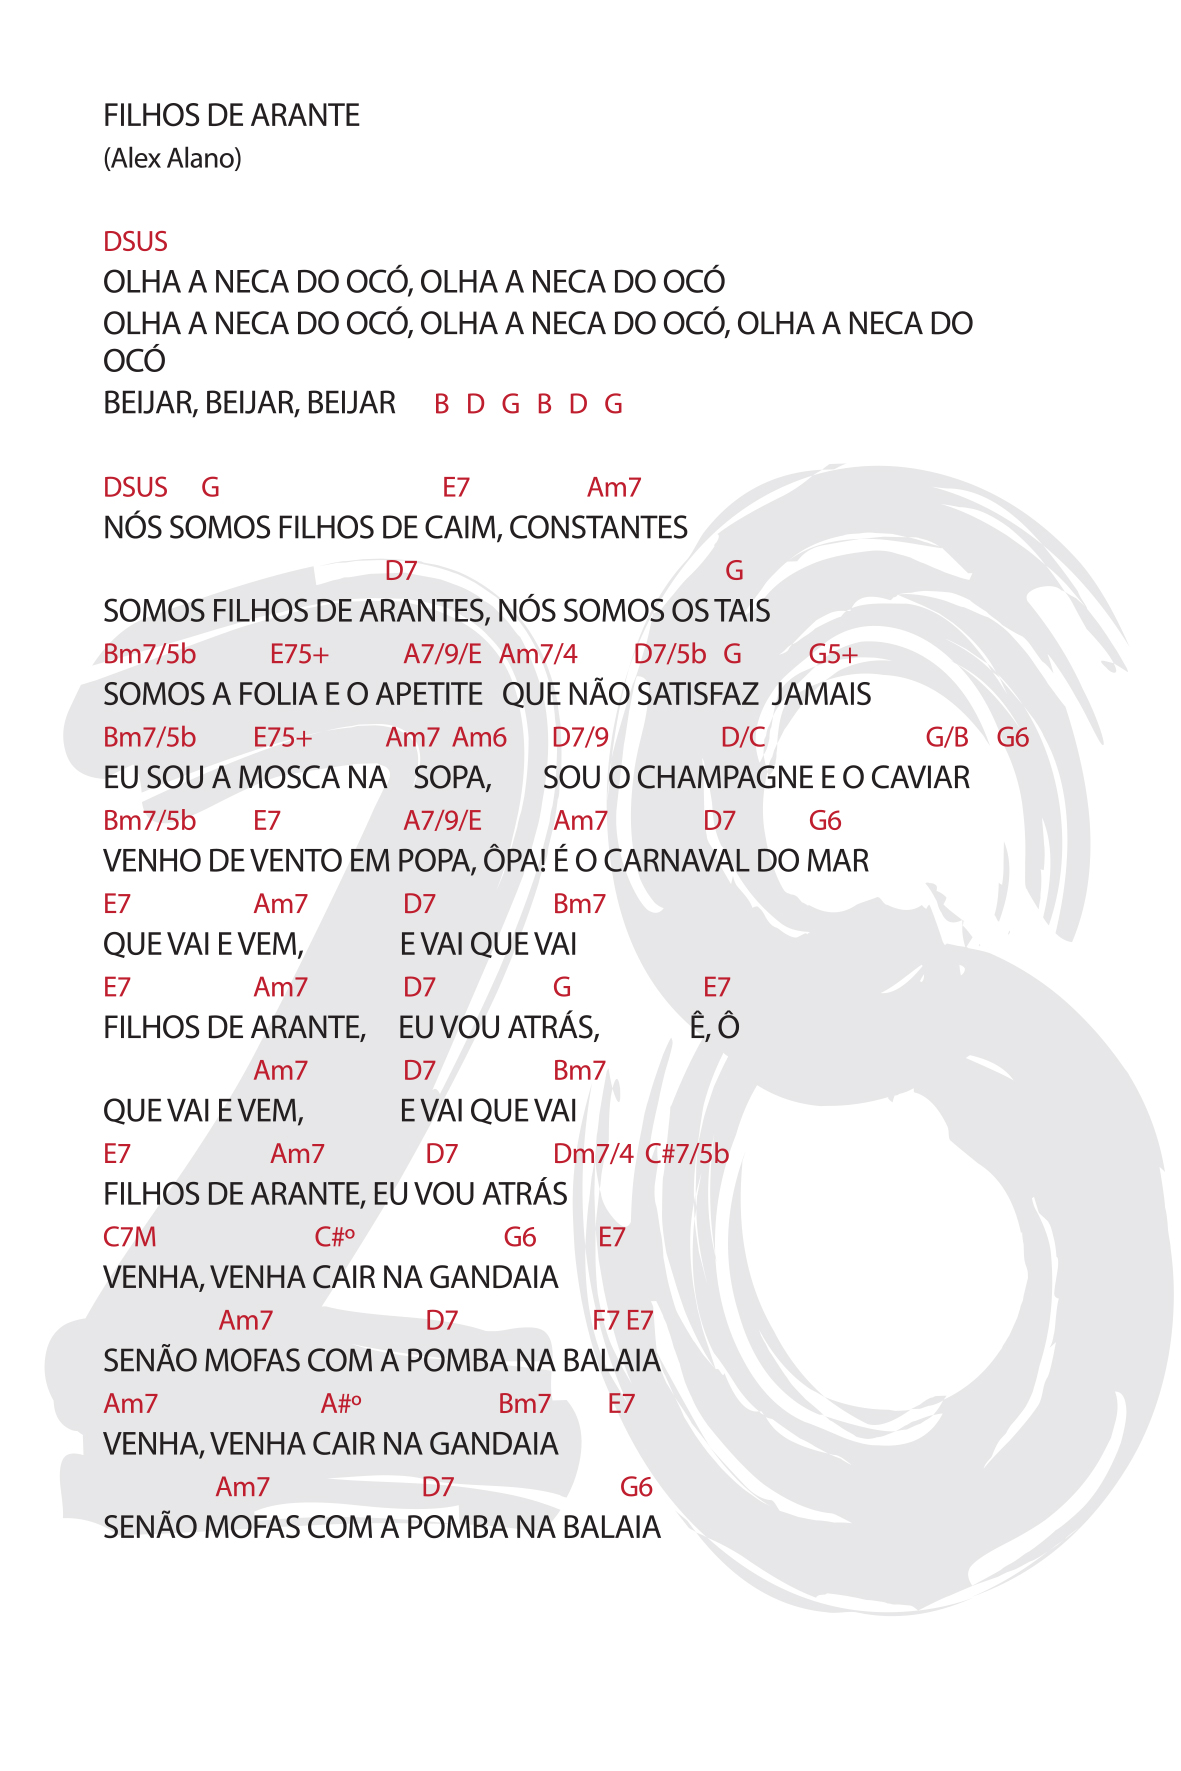 FILHOS DE ARANTE
(Alex Alano)
DSUS
OLHA A NECA DO OCÓ, OLHA A NECA DO OCÓ
OLHA A NECA DO OCÓ, OLHA A NECA DO OCÓ, OLHA A NECA DO
OCÓ
BEIJAR, BEIJAR, BEIJAR B D G B D G
DSUS G E7 Am7
NÓS SOMOS FILHOS DE CAIM, CONSTANTES
D7 G
SOMOS FILHOS DE ARANTES, NÓS SOMOS OS TAIS
Bm7/5b E75+ A7/9/E Am7/4 D7/5b G G5+
SOMOS A FOLIA E O APETITE QUE NÃO SATISFAZ JAMAIS
Bm7/5b E75+ Am7 Am6 D7/9 D/C G/B G6
EU SOU A MOSCA NA SOPA, SOU O CHAMPAGNE E O CAVIAR
Bm7/5b E7 A7/9/E Am7 D7 G6
VENHO DE VENTO EM POPA, ÔPA! É O CARNAVAL DO MAR
E7 Am7 D7 Bm7
QUE VAI E VEM, E VAI QUE VAI
E7 Am7 D7 G E7
FILHOS DE ARANTE, EU VOU ATRÁS, Ê, Ô
Am7 D7 Bm7
QUE VAI E VEM, E VAI QUE VAI
E7 Am7 D7 Dm7/4 C#7/5b
FILHOS DE ARANTE, EU VOU ATRÁS
C7M C#º G6 E7
VENHA, VENHA CAIR NA GANDAIA
Am7 D7 F7 E7
SENÃO MOFAS COM A POMBA NA BALAIA
Am7 A#º Bm7 E7
VENHA, VENHA CAIR NA GANDAIA
Am7 D7 G6
SENÃO MOFAS COM A POMBA NA BALAIA
28